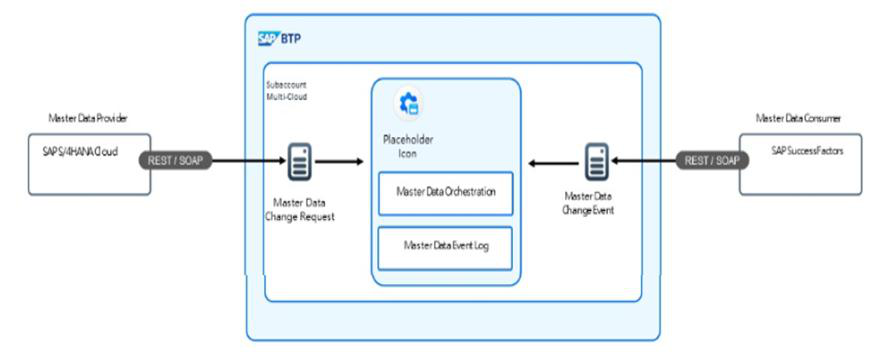 SAP BTP
Subaccount
Multi-Cloud
Master Data Provider
SAP S/4HANA Cloud
REST / SOAP
Master Data
Change Request
Placeholder
Icon
Master Data Orchestration
Master Data Event Log
Master Data
Change Event
REST / SOAP
Master Data Consumer
SAP SuccessFactors